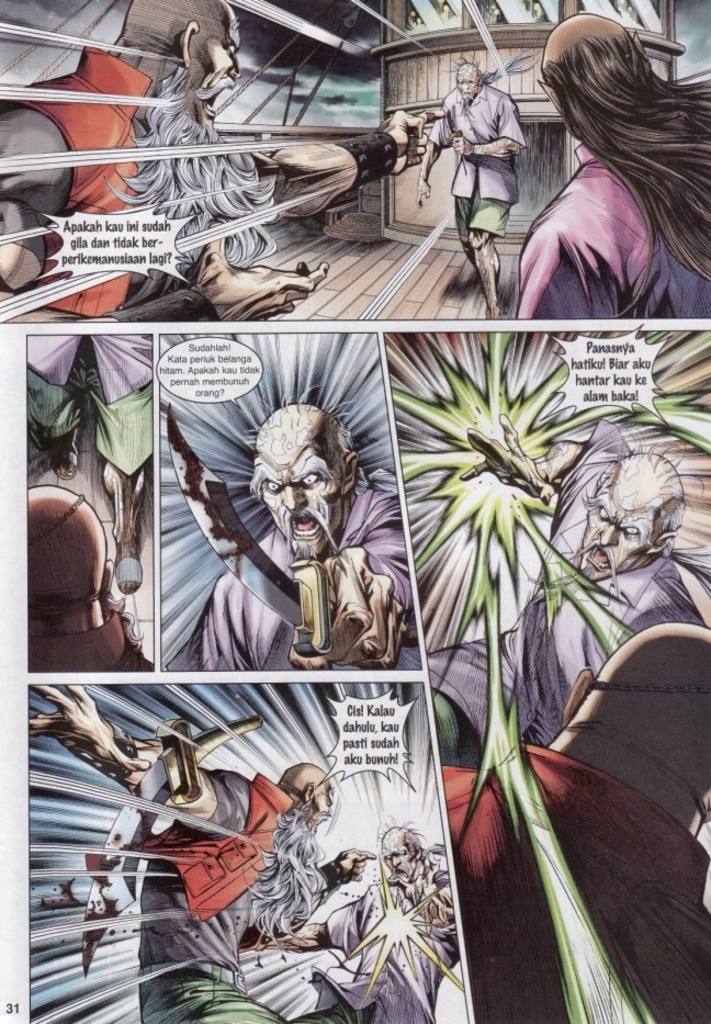 Apakah kau ini sudah
gila dan tidak ber-
perikemanusiaan lagi?
Sudahlah!
Kata periuk belanga
hitam. Apakah kau tidak
pernah membunuh
orang?
Panasnya
hatiku! Biar aku
hantar kau ke
alam baka!
Cis! Kalau
dahulu, kau
pasti sudah
aku bunuh!
31